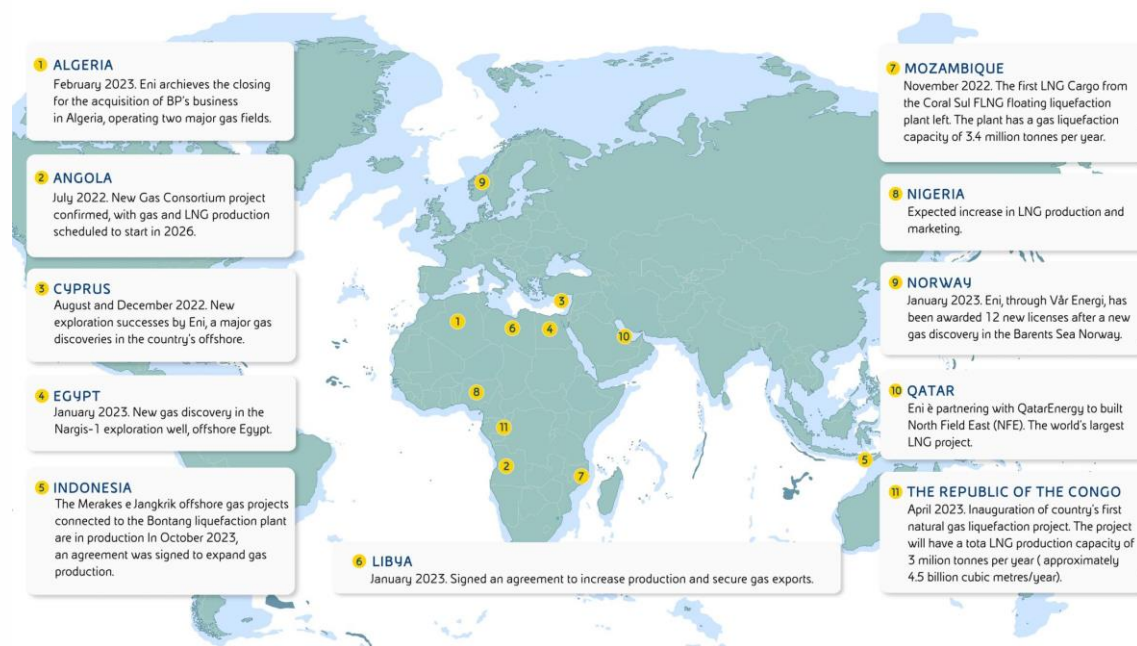 1 ALGERIA
February 2023. Eni archieves the closing
for the acquisition of BP's business
in Algeria, operating two major gas fields.
2 ANGOLA
July 2022. New Gas Consortium project
confirmed, with gas and LNG production
scheduled to start in 2026.
3 CYPRUS
August and December 2022. New
exploration successes by Eni, a major gas
discoveries in the country's offshore.
4 EGYPT
January 2023. New gas discovery in the
Nargis-1 exploration well, offshore Egypt.
5 INDONESIA
The Merakes e Jangkrik offshore gas projects
connected to the Bontang liquefaction plant
are in production In October 2023,
an agreement was signed to expand gas
production.
6 LIBYA
January 2023. Signed an agreement to increase production and secure gas exports.
7 MOZAMBIQUE
November 2022. The first LNG Cargo from
the Coral Sul FLNG floating liquefaction
plant left. The plant has a gas liquefaction
capacity of 3.4 million tonnes per year.
8 NIGERIA
Expected increase in LNG production and
marketing.
9 NORWAY
January 2023. Eni, through Vår Energi, has
been awarded 12 new licenses after a new
gas discovery in the Barents Sea Norway.
10 QATAR
Eni è partnering with QatarEnergy to built
North Field East (NFE). The world's largest
LNG project.
11 THE REPUBLIC OF THE CONGO
April 2023. Inauguration of country's first
natural gas liquefaction project. The project
will have a tota LNG production capacity of
3 milion tonnes per year ( approximately
4.5 billion cubic metres/year).
9
3
1
6
4
10
8
11
2
7
5